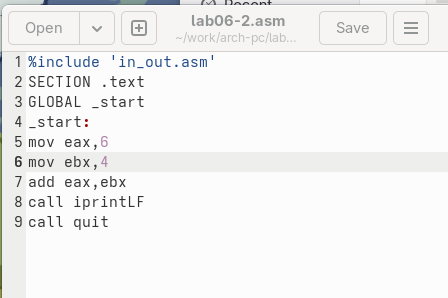 Recent
Open
lab06-2.asm
~/work/arch-pc/lab...
Save
1 %include 'in_out.asm'
2 SECTION .text
3 GLOBAL _start
4 _start:
5 mov eax,6
6 mov ebx,4
7 add eax,ebx
8 call iprintLF
9 call quit